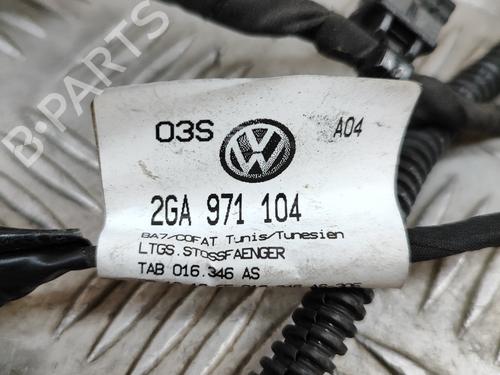 B-PARTS
03S
A04
2GA 971 104
BA7/COFAT Tunis/Tunesien
LTGS.STOSSFAENGER
TAB 016.346 AS